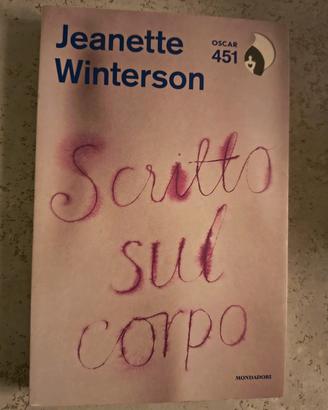 Jeanette
Winterson
OSCAR
451
Scritto
sul
corpo
MONDADORI